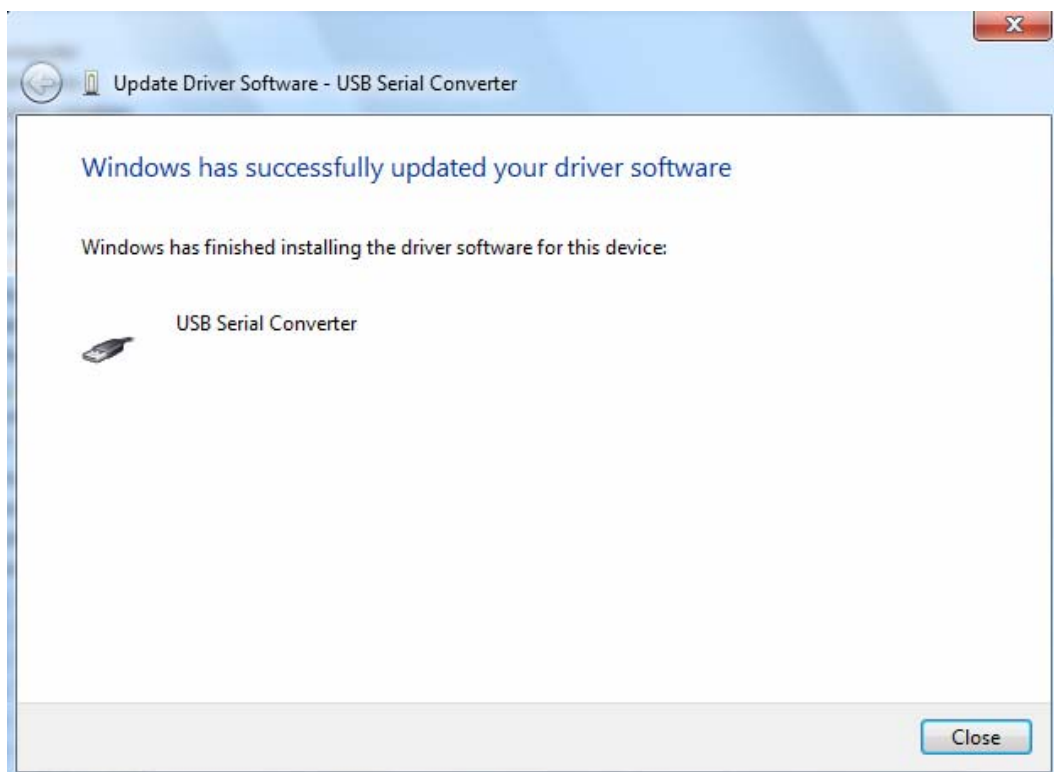 Update Driver Software - USB Serial Converter
Windows has successfully updated your driver software
Windows has finished installing the driver software for this device:
USB Serial Converter
Close